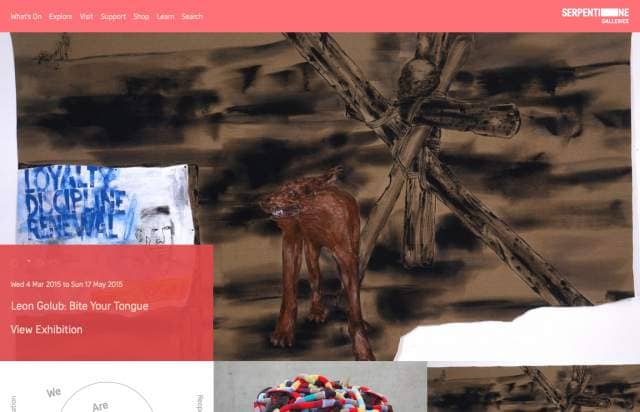 What's On Explore Visit Support Shop Learn Search
SERPENTINE
GALLERIES
LOYALTY
DISCIPLINE
RENEWAL
Wed 4 Mar 2015 to Sun 17 May 2015
Leon Golub: Bite Your Tongue
View Exhibition
We
Are